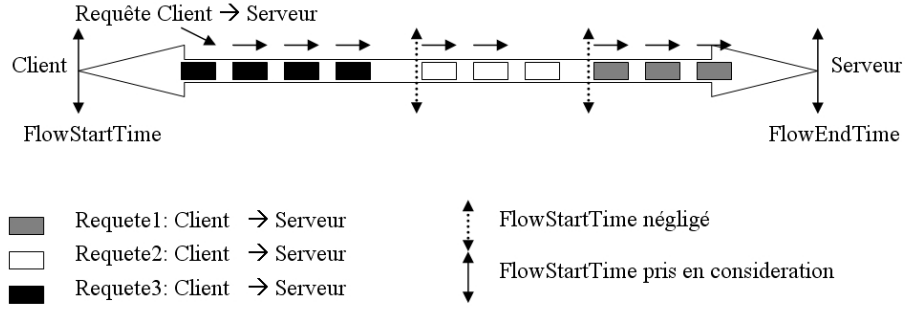 Requête Client → Serveur
Client
Serveur
FlowStartTime
FlowEndTime
Requete1: Client → Serveur
FlowStartTime négligé
Requete2: Client → Serveur
FlowStartTime pris en consideration
Requete3: Client → Serveur